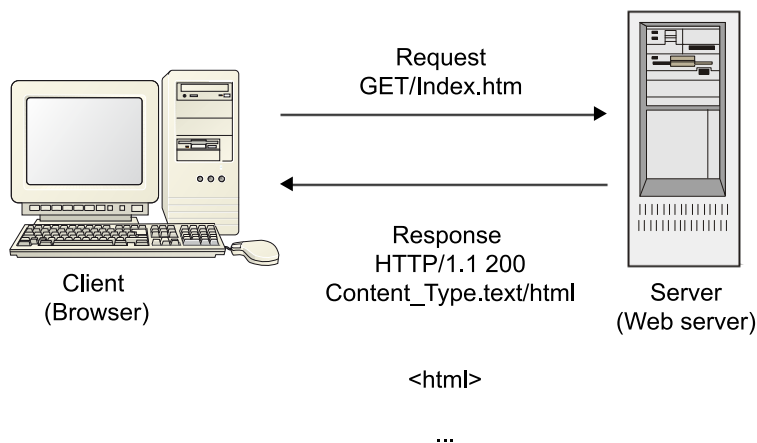 Request
GET/Index.htm
Response
HTTP/1.1 200
Content_Type.text/html
Client
(Browser)
Server
(Web server)
<html>
...